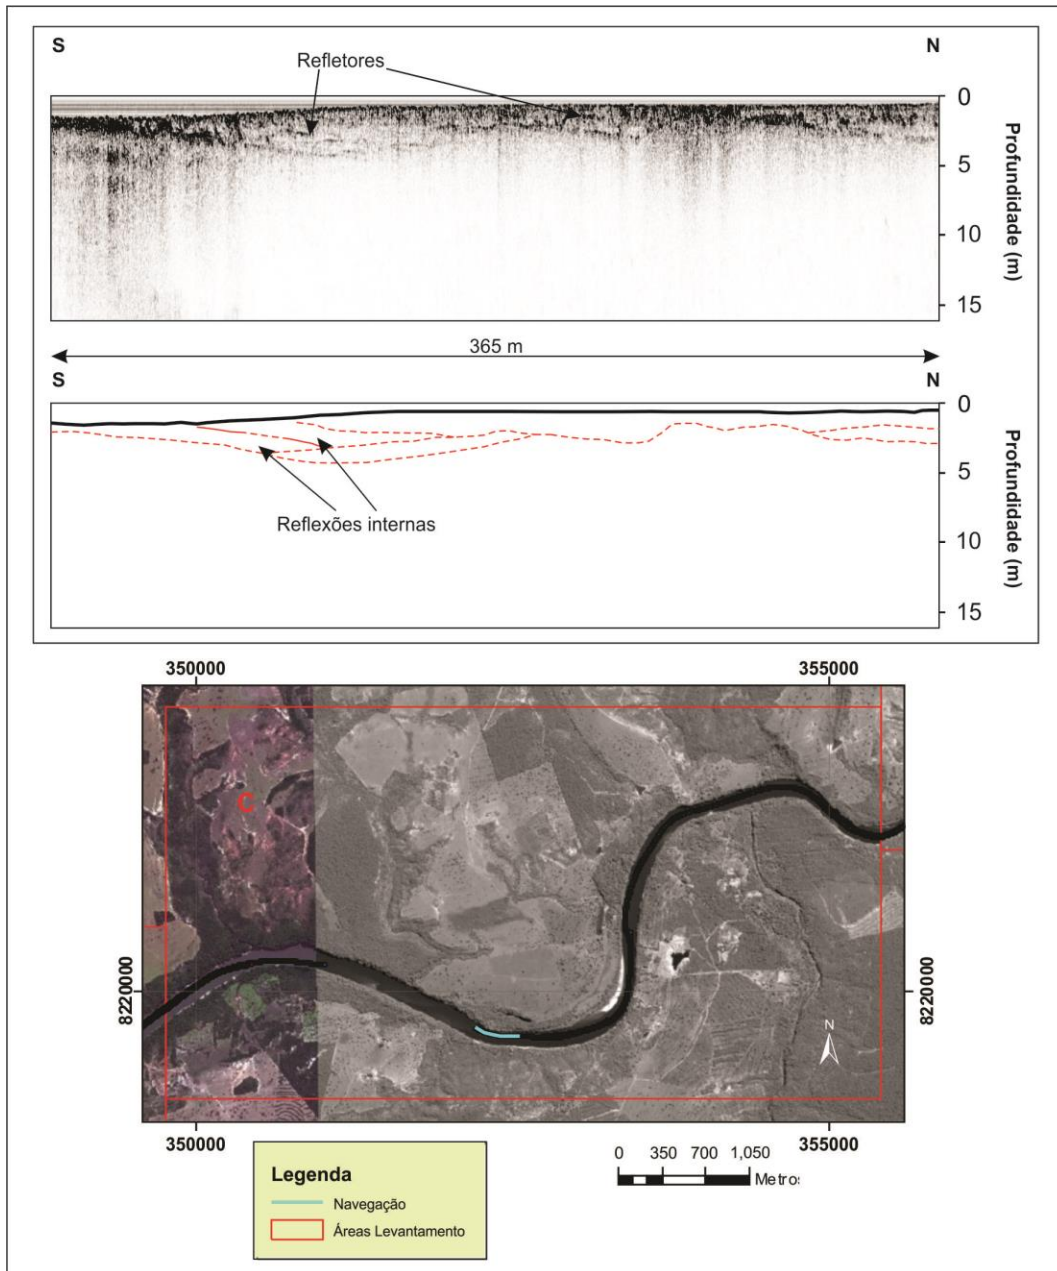 S
N
Refletores
0
5
10
15
Profundidade (m)
365 m
S
N
0
5
10
15
Profundidade (m)
Reflexões internas
350000
355000
C
8220000
8220000
N
350000
355000
Legenda
Navegação
Áreas Levantamento
0 350 700 1,050
Metros